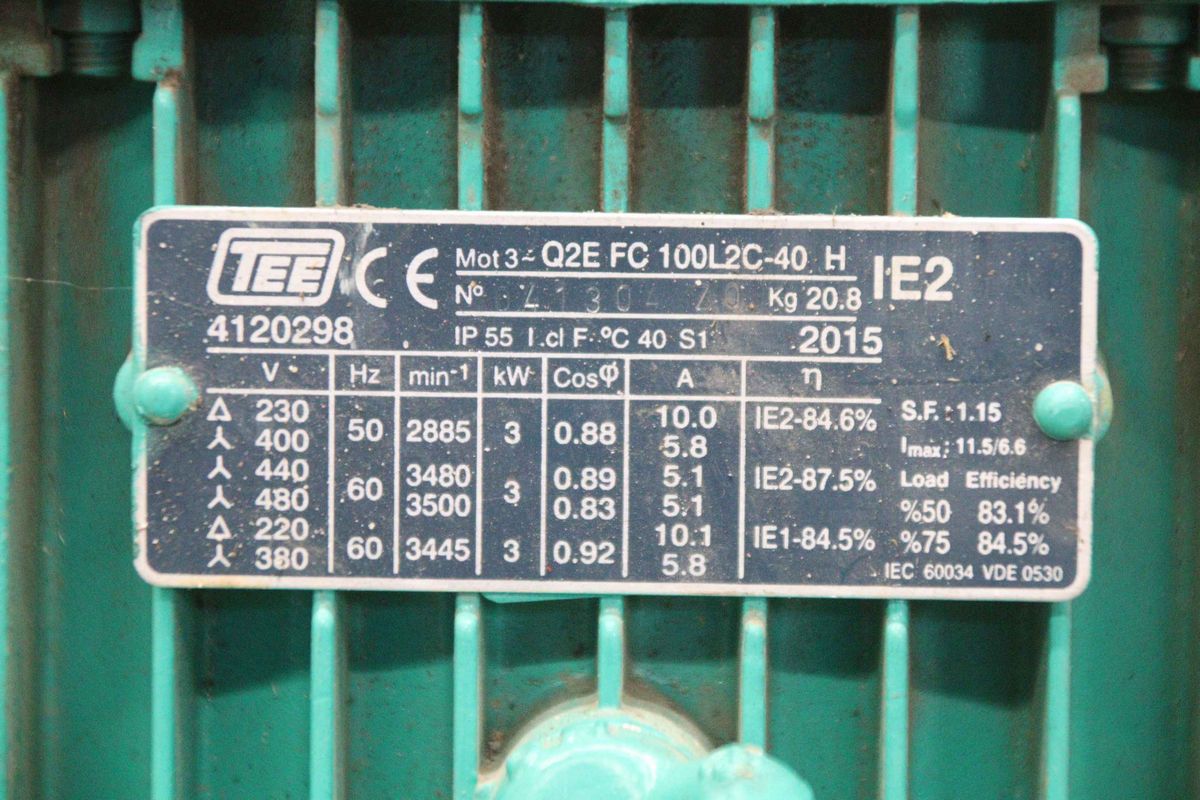 TEE CE Mot 3~ Q2E FC 100L2C-40 H IE2
Nº Kg 20.8
4120298 IP 55 I.cl F °C 40 S1 2015
V Hz min⁻¹ kW Cosφ A η
Δ 230 50 2885 3 0.88 10.0 IE2-84.6% S.F. : 1.15
⅄ 400 5.8 Imax : 11.5/6.6
⅄ 440 60 3480 3 0.89 5.1 IE2-87.5% Load Efficiency
⅄ 480 3500 0.83 5.1 %50 83.1%
Δ 220 60 3445 3 0.92 10.1 IE1-84.5% %75 84.5%
⅄ 380 5.8 IEC 60034 VDE 0530